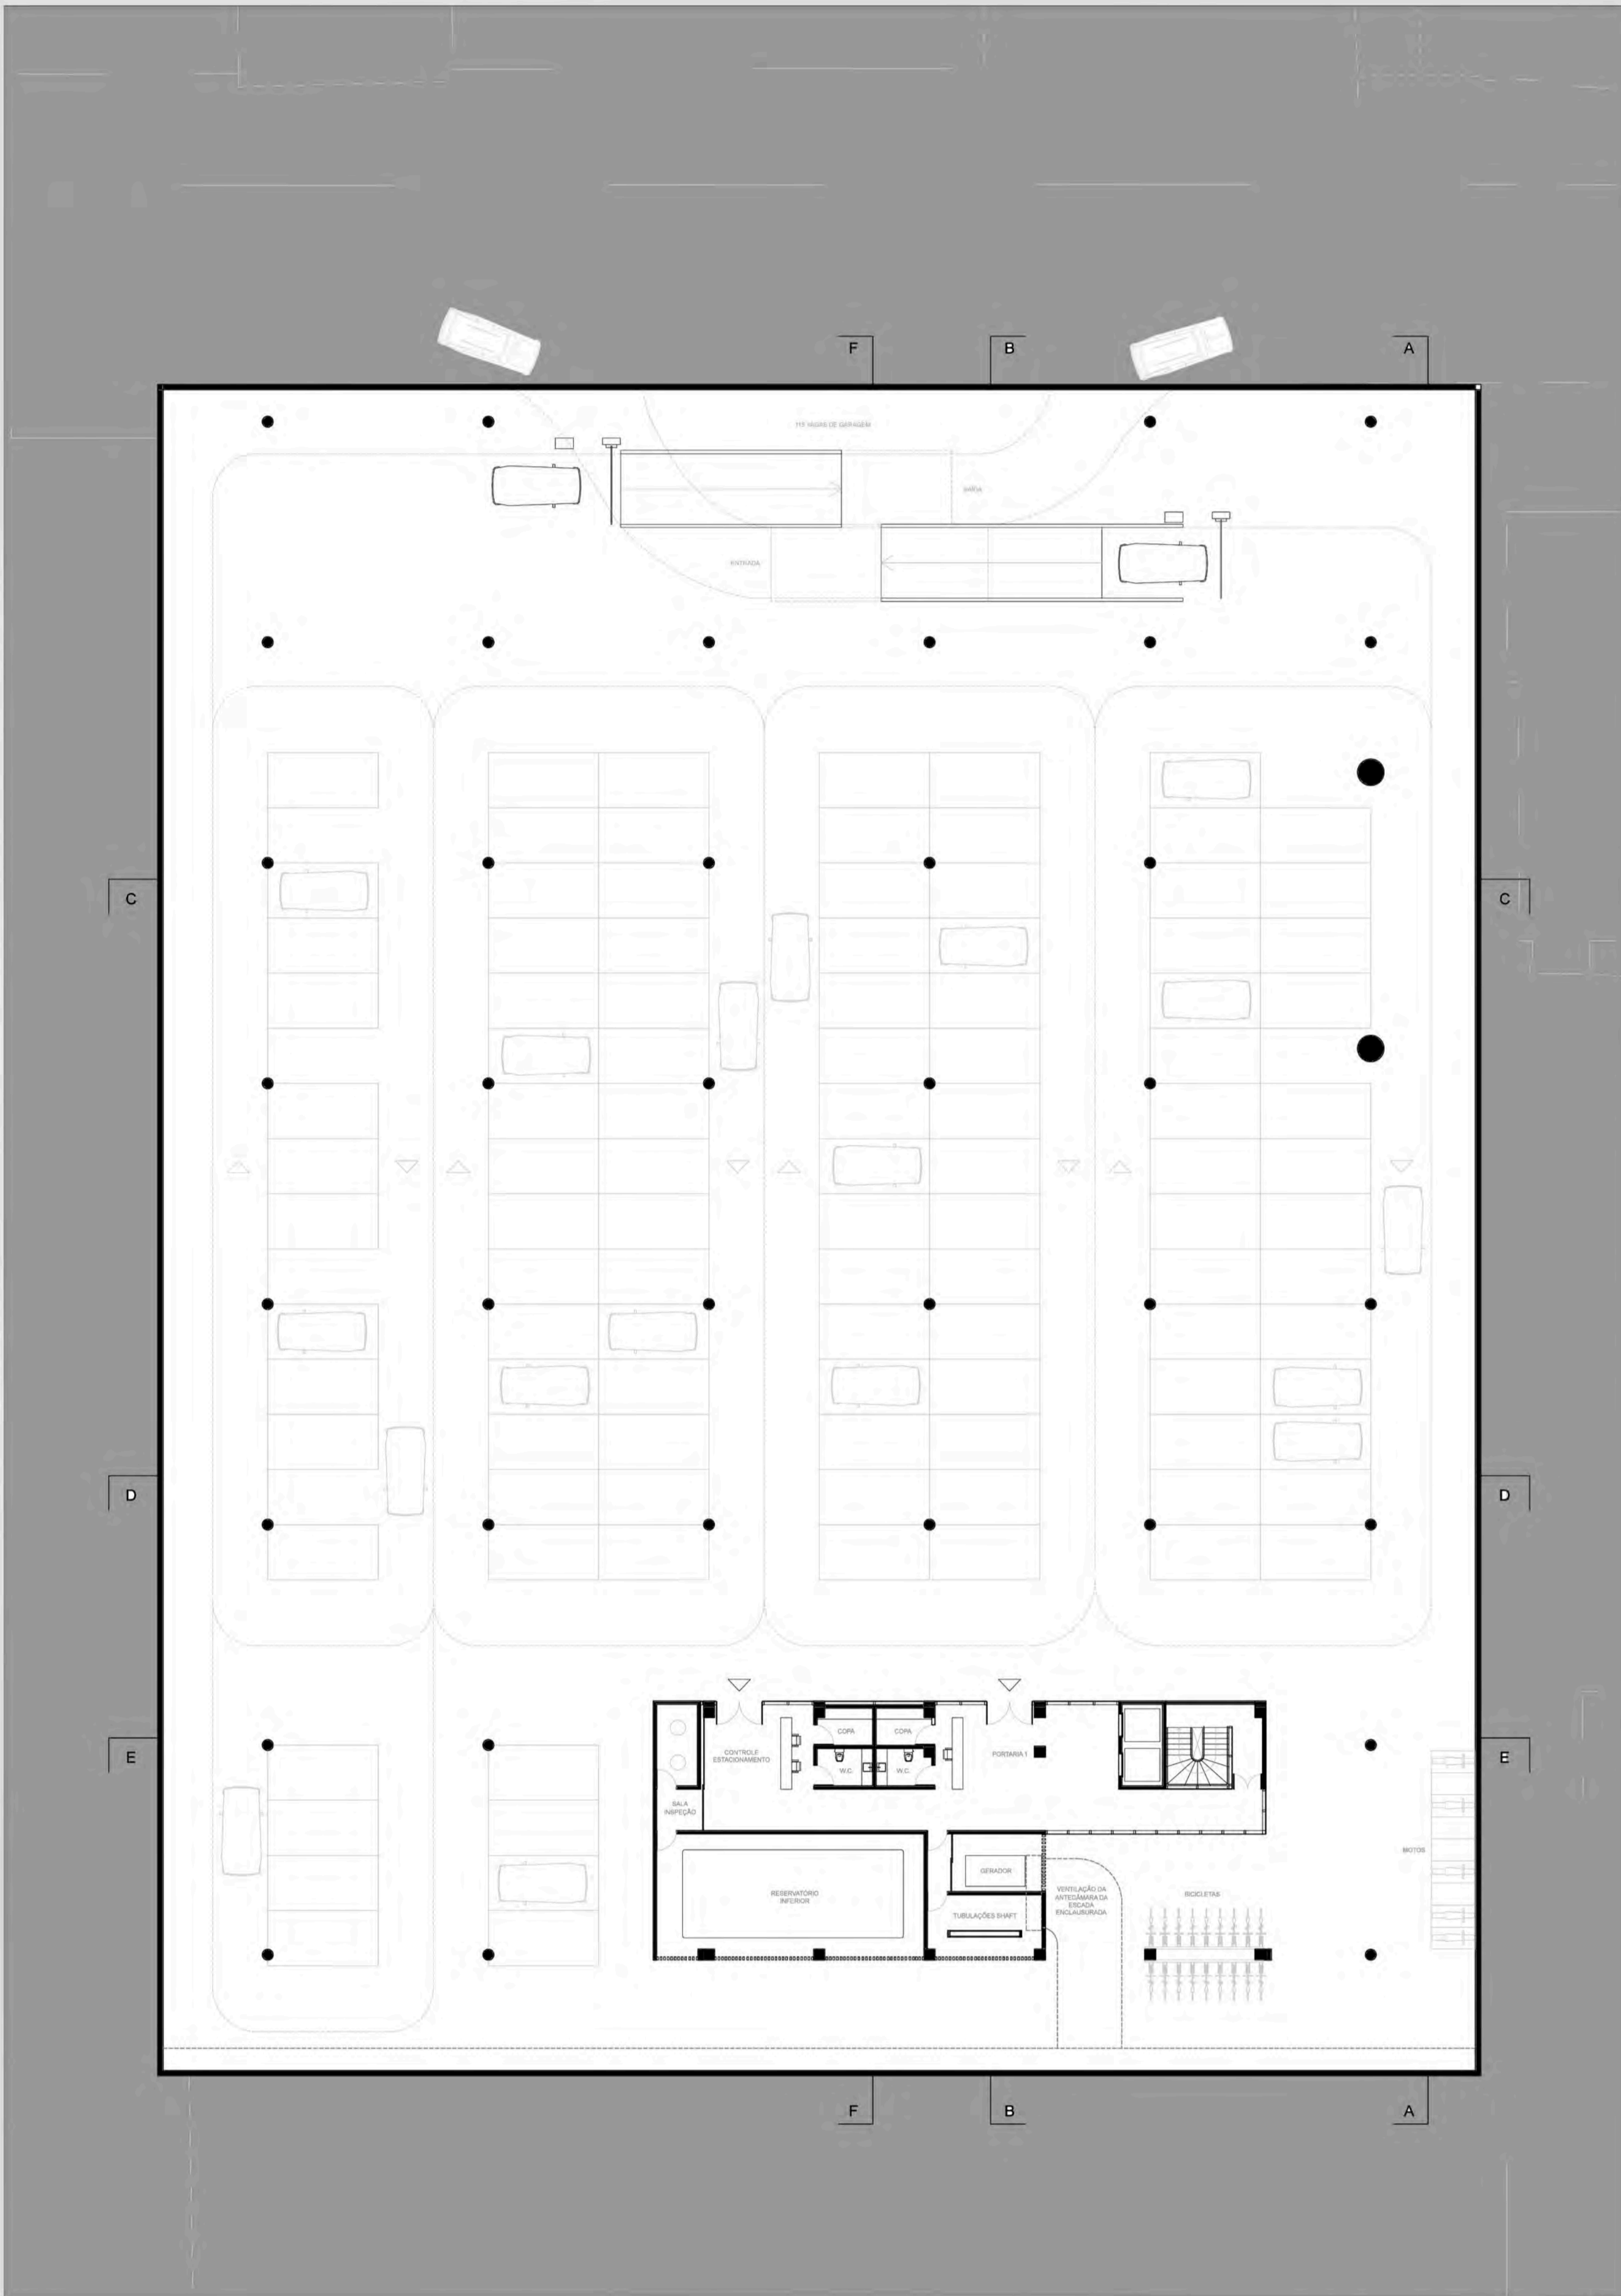 F
B
A
115 VAGAS DE GARAGEM
SAÍDA
ENTRADA
C
C
D
D
E
E
COPA
COPA
CONTROLE
ESTACIONAMENTO
PORTARIA 1
W.C.
W.C.
SALA
INSPEÇÃO
MOTOS
GERADOR
RESERVATÓRIO
INFERIOR
VENTILAÇÃO DA
ANTECÂMARA DA
ESCADA
ENCLAUSURADA
BICICLETAS
TUBULAÇÕES SHAFT
F
B
A